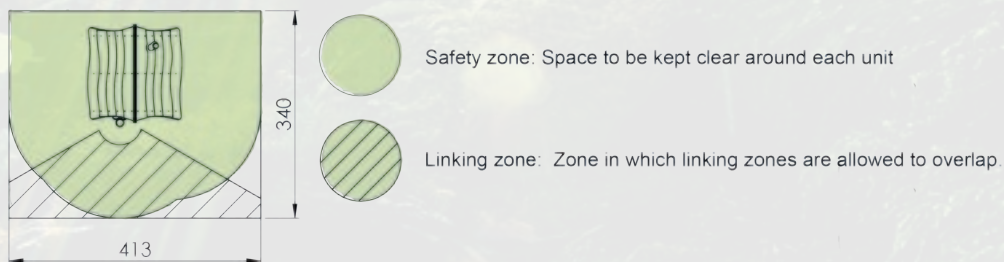 340
Safety zone: Space to be kept clear around each unit
Linking zone: Zone in which linking zones are allowed to overlap.
413